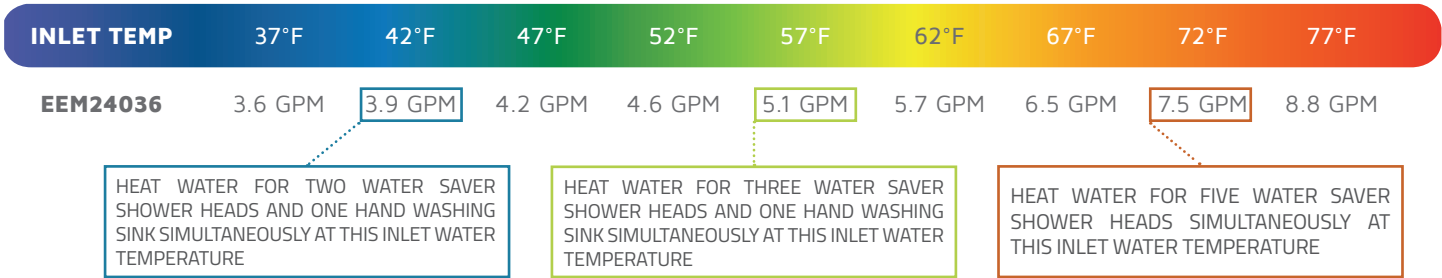 INLET TEMP 37°F 42°F 47°F 52°F 57°F 62°F 67°F 72°F 77°F
EEM24036 3.6 GPM 3.9 GPM 4.2 GPM 4.6 GPM 5.1 GPM 5.7 GPM 6.5 GPM 7.5 GPM 8.8 GPM
HEAT WATER FOR TWO WATER SAVER
SHOWER HEADS AND ONE HAND WASHING
SINK SIMULTANEOUSLY AT THIS INLET WATER
TEMPERATURE
HEAT WATER FOR THREE WATER SAVER
SHOWER HEADS AND ONE HAND WASHING
SINK SIMULTANEOUSLY AT THIS INLET WATER
TEMPERATURE
HEAT WATER FOR FIVE WATER SAVER
SHOWER HEADS SIMULTANEOUSLY AT
THIS INLET WATER TEMPERATURE